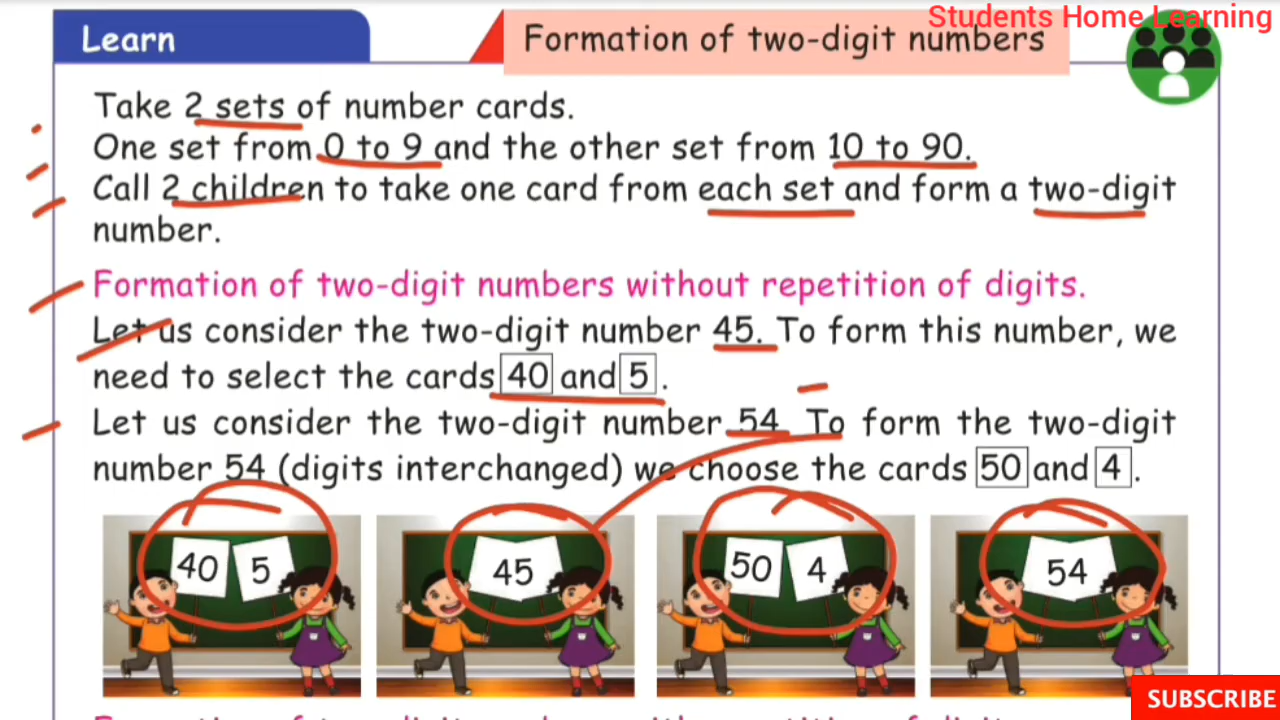 Students Home Learning
Learn
Formation of two-digit numbers
Take 2 sets of number cards.
One set from 0 to 9 and the other set from 10 to 90.
Call 2 children to take one card from each set and form a two-digit
number.
Formation of two-digit numbers without repetition of digits.
Let us consider the two-digit number 45. To form this number, we
need to select the cards 40 and 5.
Let us consider the two-digit number 54. To form the two-digit
number 54 (digits interchanged) we choose the cards 50 and 4.
40 5 45 50 4 54
SUBSCRIBE